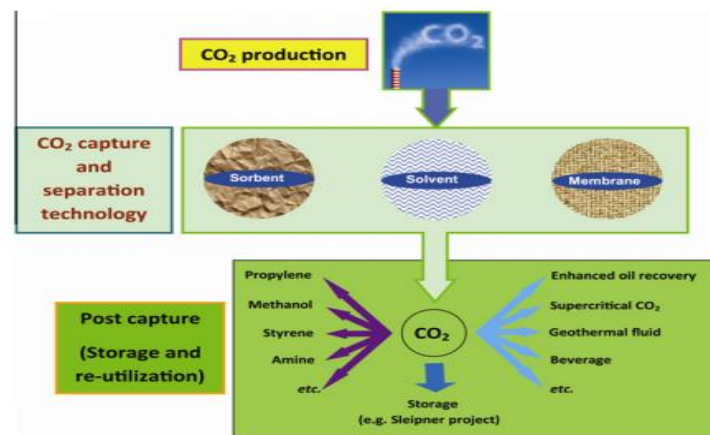 CO₂ production
CO₂
CO₂ capture
and
separation
technology
Sorbent
Solvent
Membrane
Post capture
(Storage and
re-utilization)
Propylene
Methanol
Styrene
Amine
etc.
CO₂
Enhanced oil recovery
Supercritical CO₂
Geothermal fluid
Beverage
etc.
Storage
(e.g. Sleipner project)